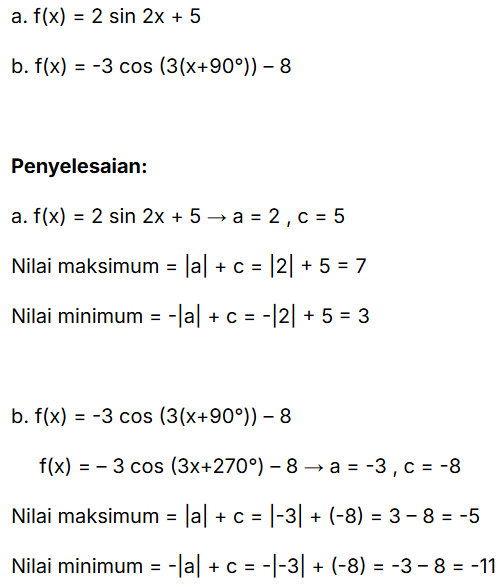 a. f(x) = 2 sin 2x + 5
b. f(x) = -3 cos (3(x+90°)) – 8
Penyelesaian:
a. f(x) = 2 sin 2x + 5 → a = 2 , c = 5
Nilai maksimum = |a| + c = |2| + 5 = 7
Nilai minimum = -|a| + c = -|2| + 5 = 3
b. f(x) = -3 cos (3(x+90°)) – 8
f(x) = – 3 cos (3x+270°) – 8 → a = -3 , c = -8
Nilai maksimum = |a| + c = |-3| + (-8) = 3 – 8 = -5
Nilai minimum = -|a| + c = -|-3| + (-8) = -3 – 8 = -11